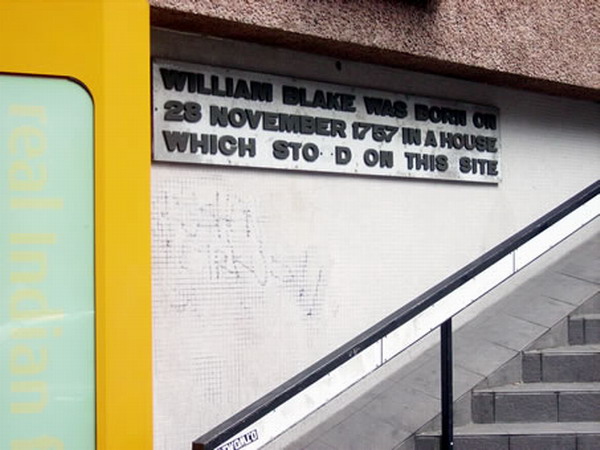 WILLIAM BLAKE WAS BORN ON
28 NOVEMBER 1757 IN A HOUSE
WHICH STO D ON THIS SITE
real Indian